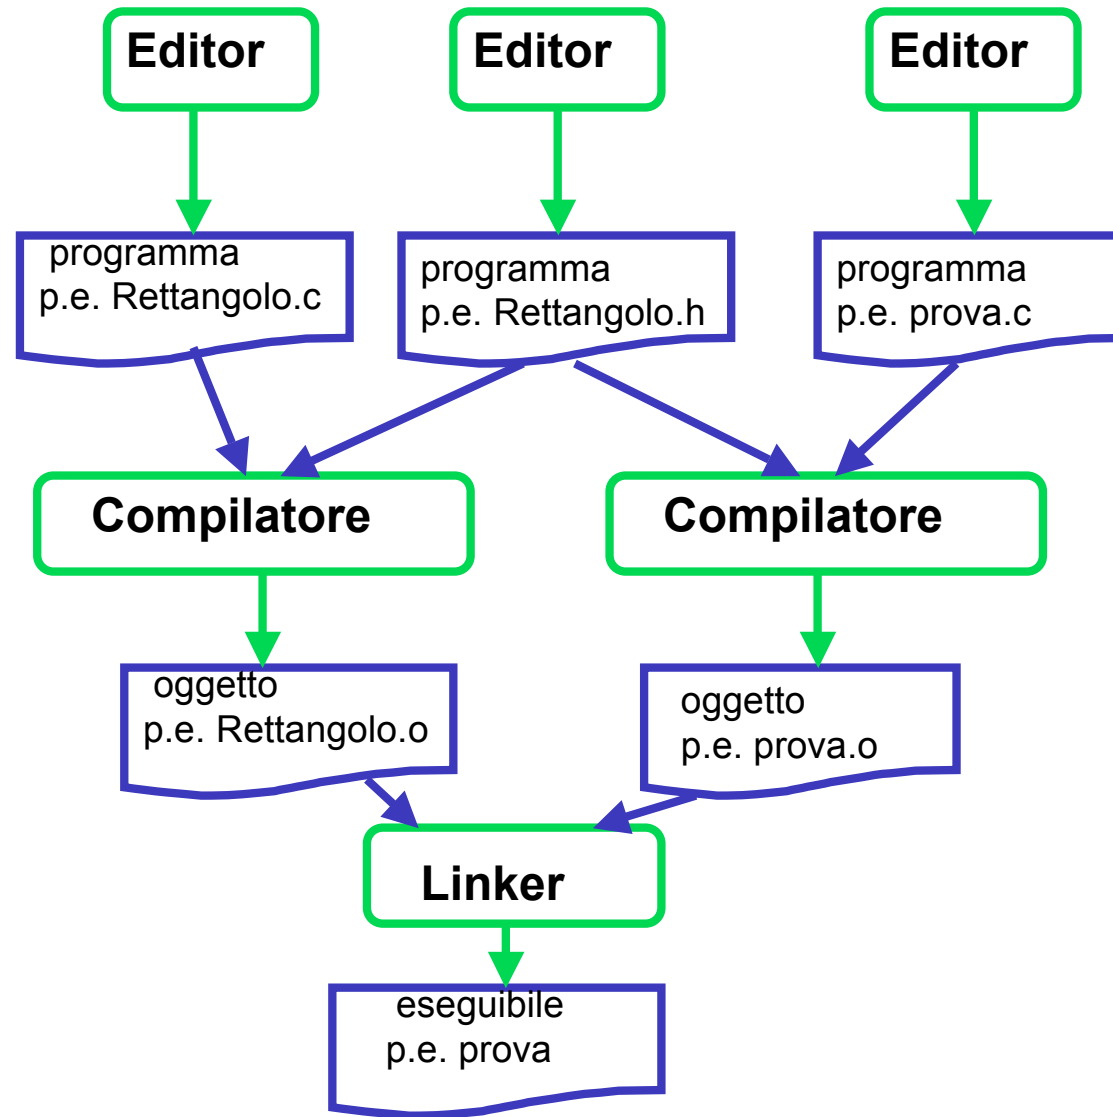 Editor
Editor
Editor
programma
p.e. Rettangolo.c
programma
p.e. Rettangolo.h
programma
p.e. prova.c
Compilatore
Compilatore
oggetto
p.e. Rettangolo.o
oggetto
p.e. prova.o
Linker
eseguibile
p.e. prova